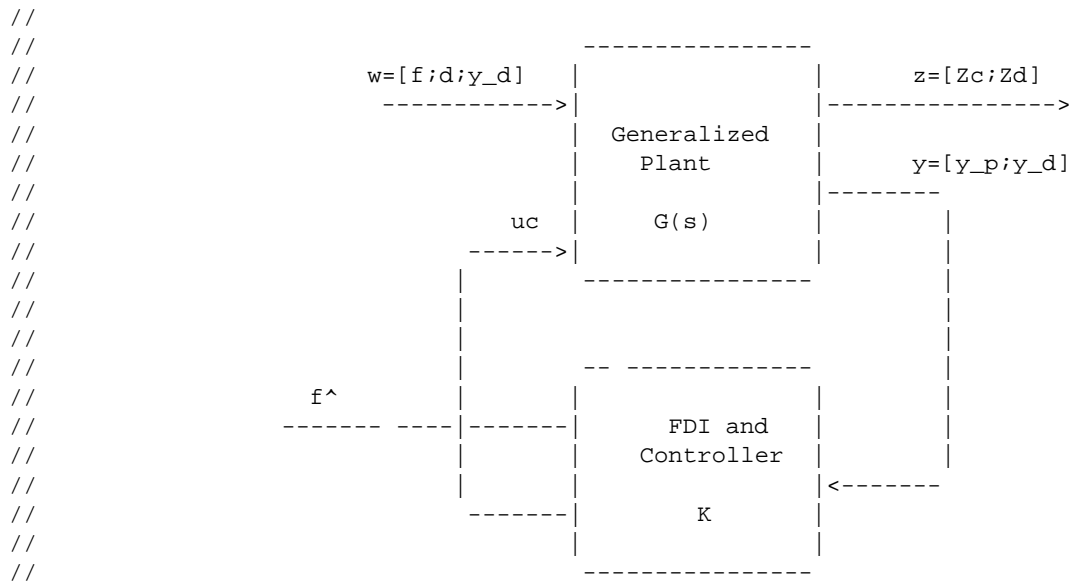 //
// ----------------
// w=[f;d;y_d] | | z=[Zc;Zd]
// ------------>| |---------------->
// | Generalized |
// | Plant | y=[y_p;y_d]
// | |--------
// uc | G(s) | |
// ------>| | |
// | ---------------- |
// | |
// | |
// | -- ------------- |
// f^ | | | |
// ------- ----|-------| FDI and | |
// | | Controller | |
// | | |<-------
// -------| K |
// | |
// ----------------